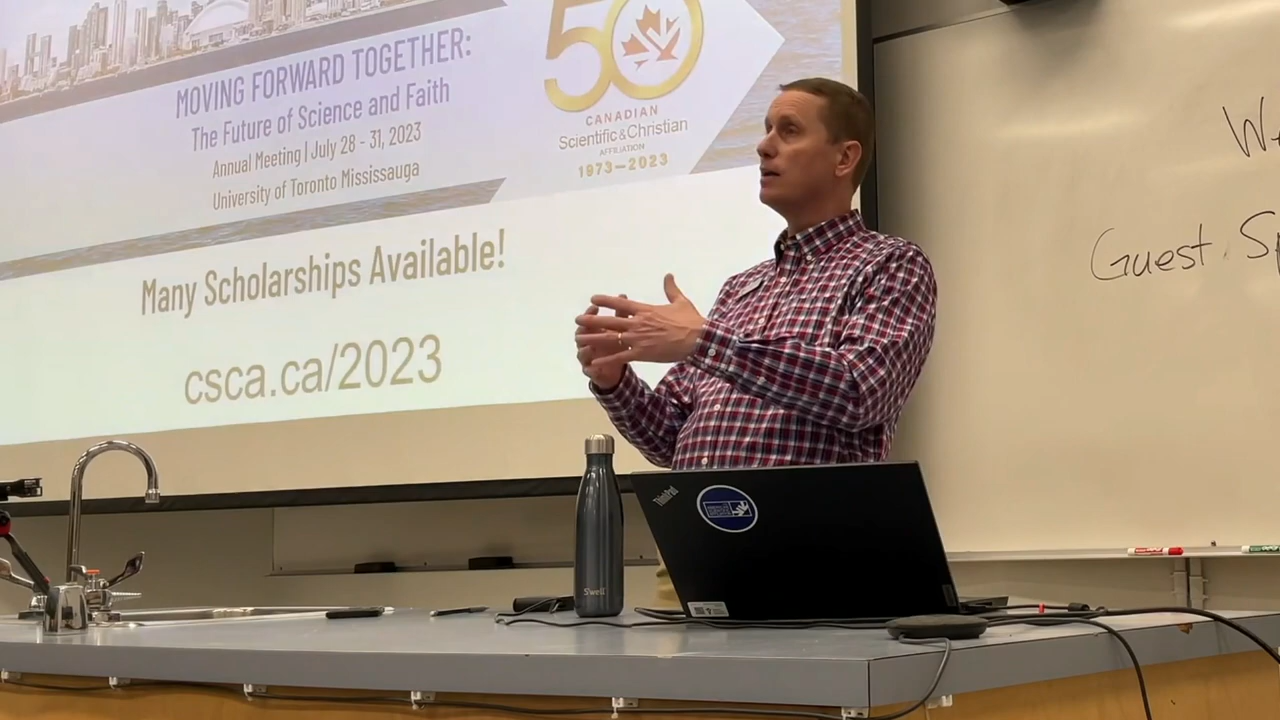 MOVING FORWARD TOGETHER:
The Future of Science and Faith
Annual Meeting | July 28 - 31, 2023
University of Toronto Mississauga
50
CANADIAN
Scientific & Christian
AFFILIATION
1973—2023
Many Scholarships Available!
csca.ca/2023
Guest
ThinkPad
S'well